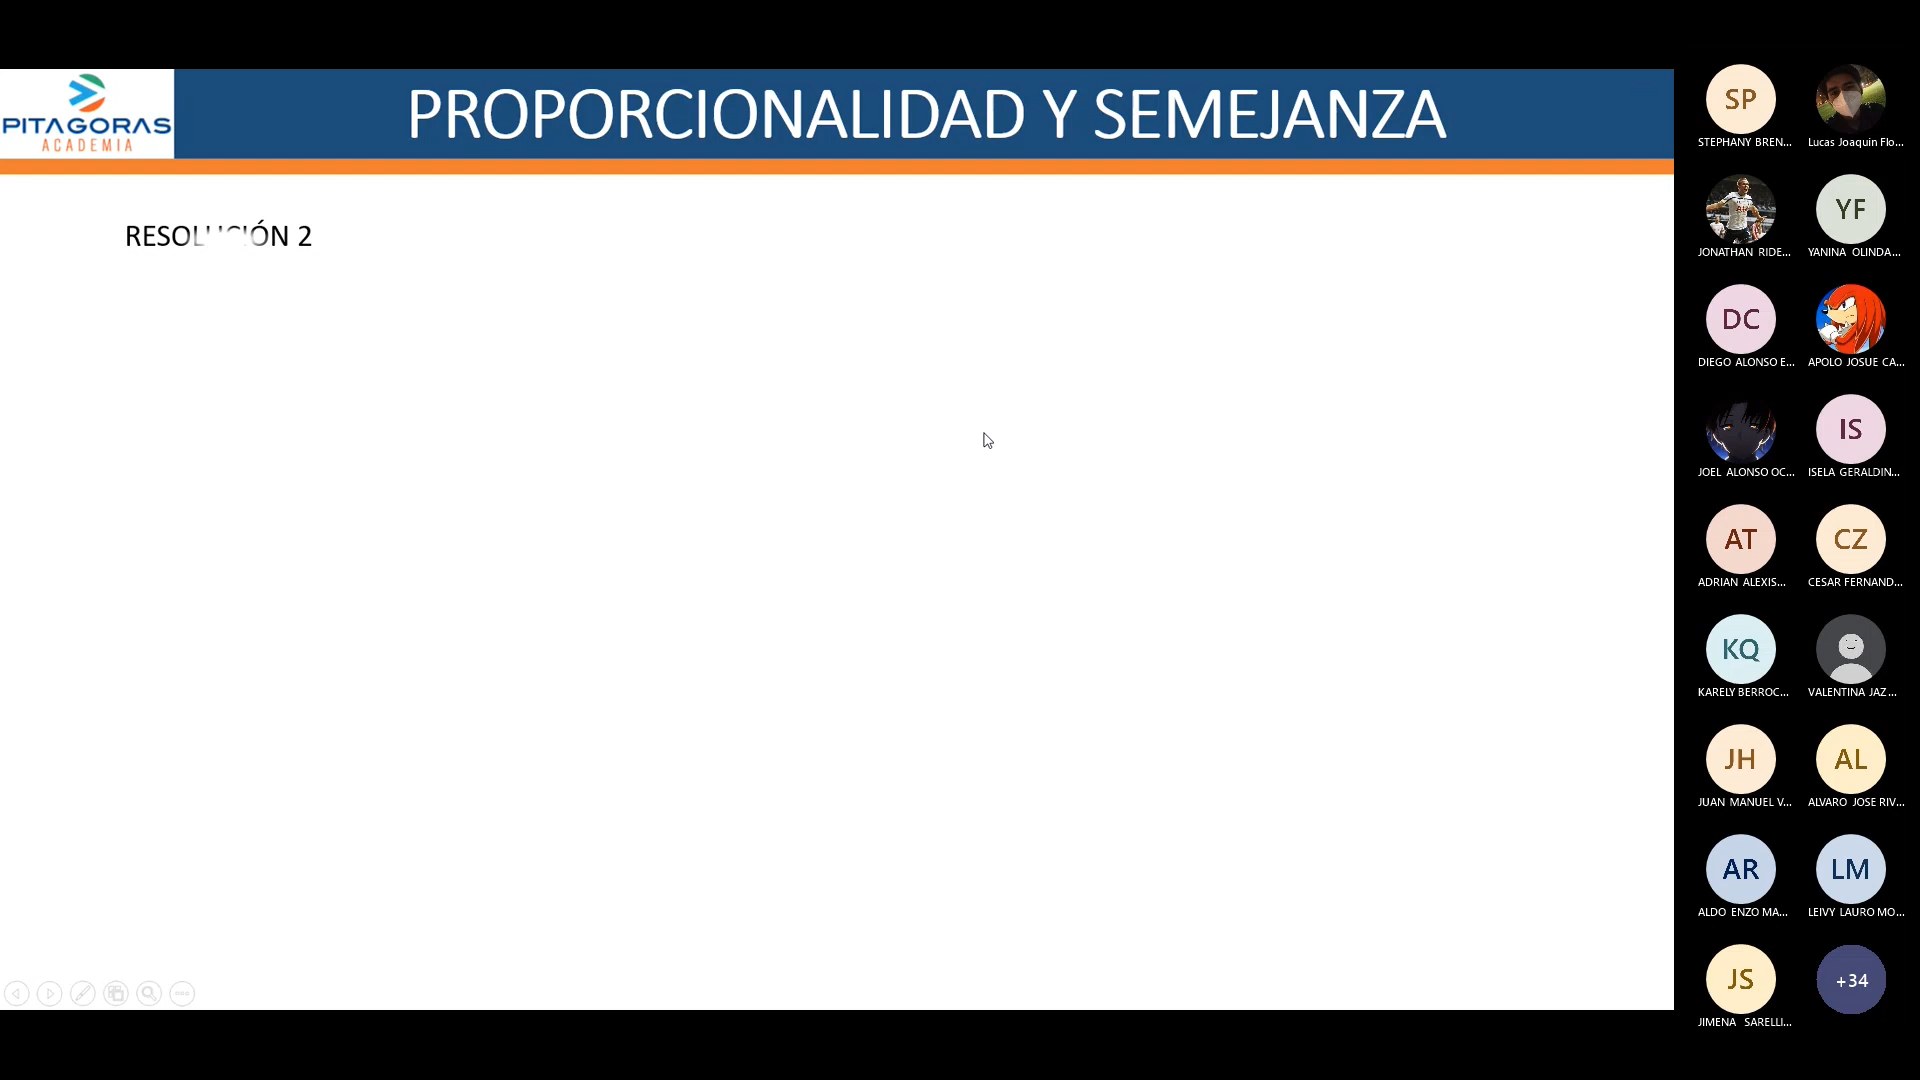 PITAGORAS
ACADEMIA
PROPORCIONALIDAD Y SEMEJANZA
RESOLUCIÓN 2
SP
STEPHANY BREN...
Lucas Joaquin Flo...
JONATHAN RIDE...
YF
YANINA OLINDA...
DC
DIEGO ALONSO E...
APOLO JOSUE CA...
JOEL ALONSO OC...
IS
ISELA GERALDIN...
AT
ADRIAN ALEXIS...
CZ
CESAR FERNAND...
KQ
KARELY BERROC...
VALENTINA JAZ...
JH
JUAN MANUEL V...
AL
ALVARO JOSE RIV...
AR
ALDO ENZO MA...
LM
LEIVY LAURO MO...
JS
JIMENA SARELLI...
+34